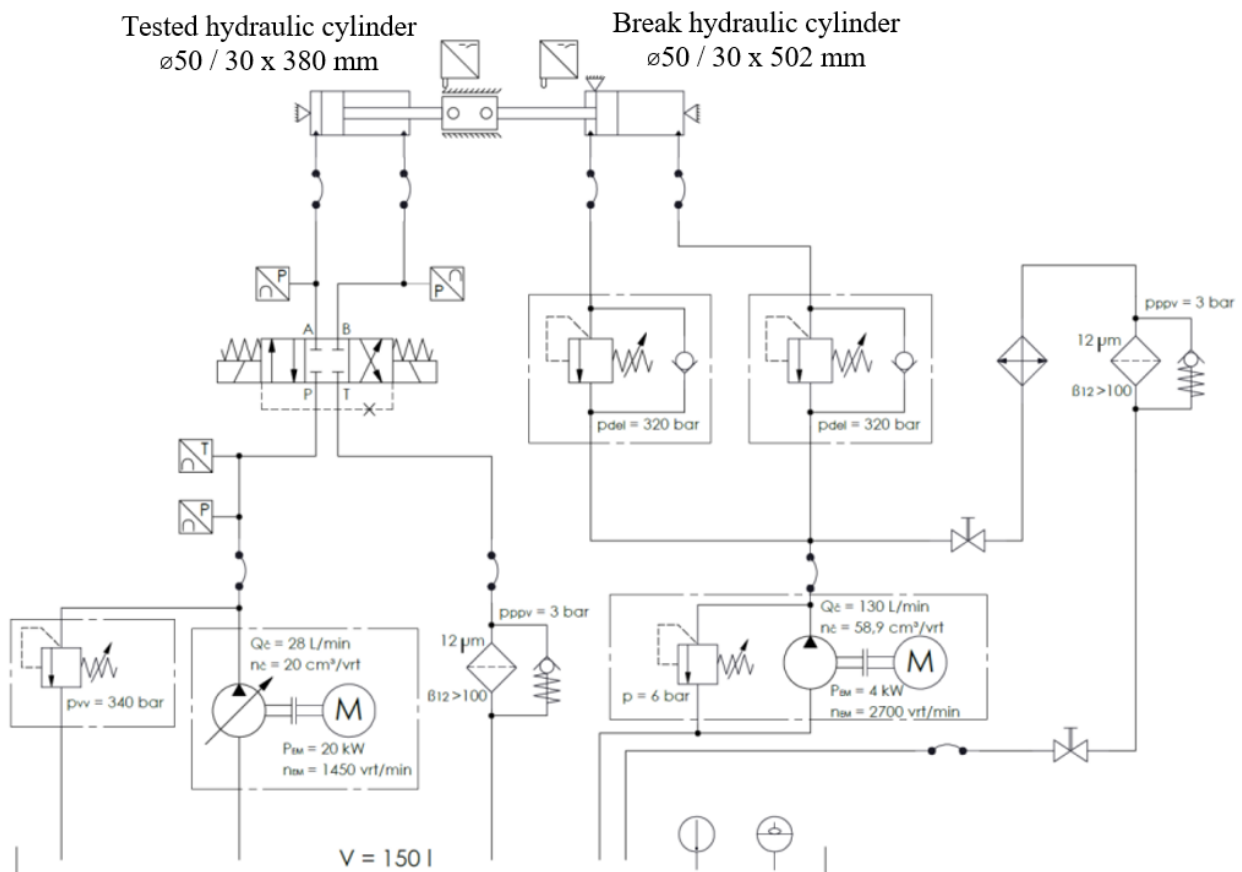 Tested hydraulic cylinder
⌀50 / 30 x 380 mm
Break hydraulic cylinder
⌀50 / 30 x 502 mm
P
P
A B
P T
T
P
pdel = 320 bar
pdel = 320 bar
pppv = 3 bar
12 µm
β12>100
pvv = 340 bar
Qč = 28 L/min
nč = 20 cm³/vrt
M
PEM = 20 kW
nEM = 1450 vrt/min
pppv = 3 bar
12 µm
β12>100
p = 6 bar
Qč = 130 L/min
nč = 58,9 cm³/vrt
M
PEM = 4 kW
nEM = 2700 vrt/min
V = 150 l